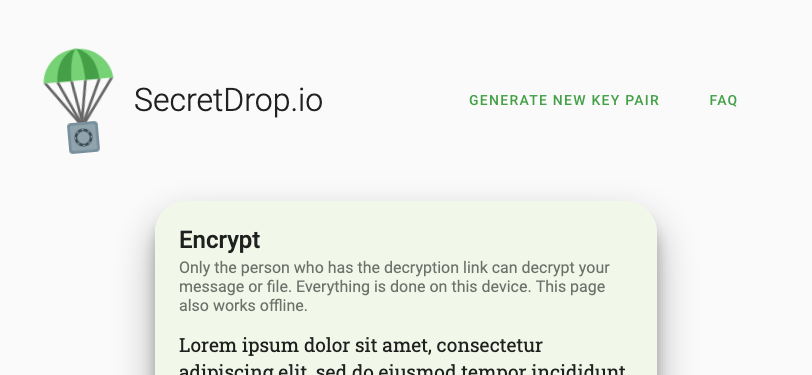 SecretDrop.io
GENERATE NEW KEY PAIR
FAQ
Encrypt
Only the person who has the decryption link can decrypt your
message or file. Everything is done on this device. This page
also works offline.
Lorem ipsum dolor sit amet, consectetur
adipiscing elit, sed do eiusmod tempor incididunt